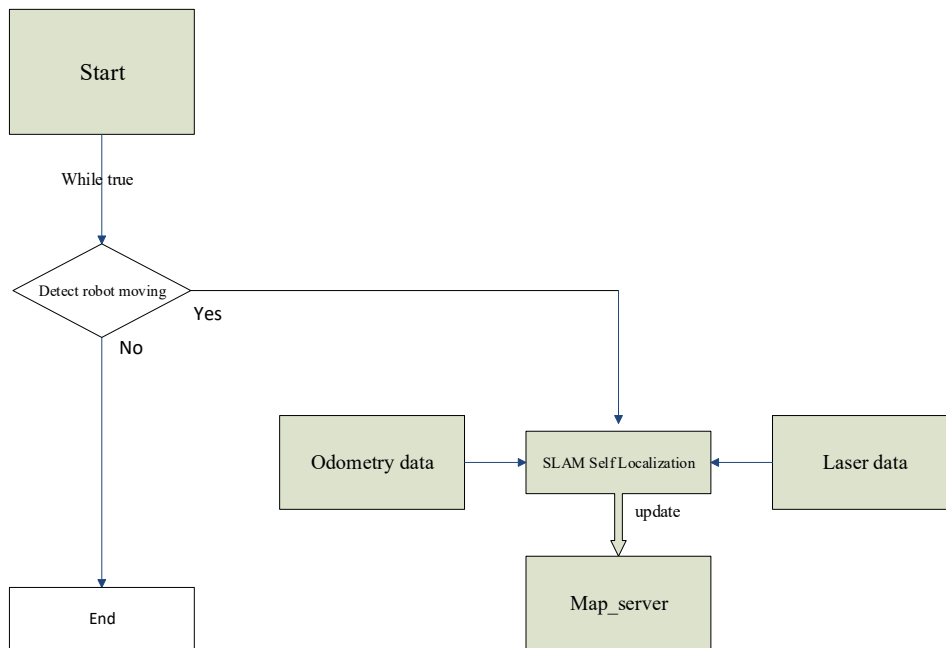 Start
While true
Detect robot moving
Yes
No
Odometry data
SLAM Self Localization
Laser data
update
Map_server
End